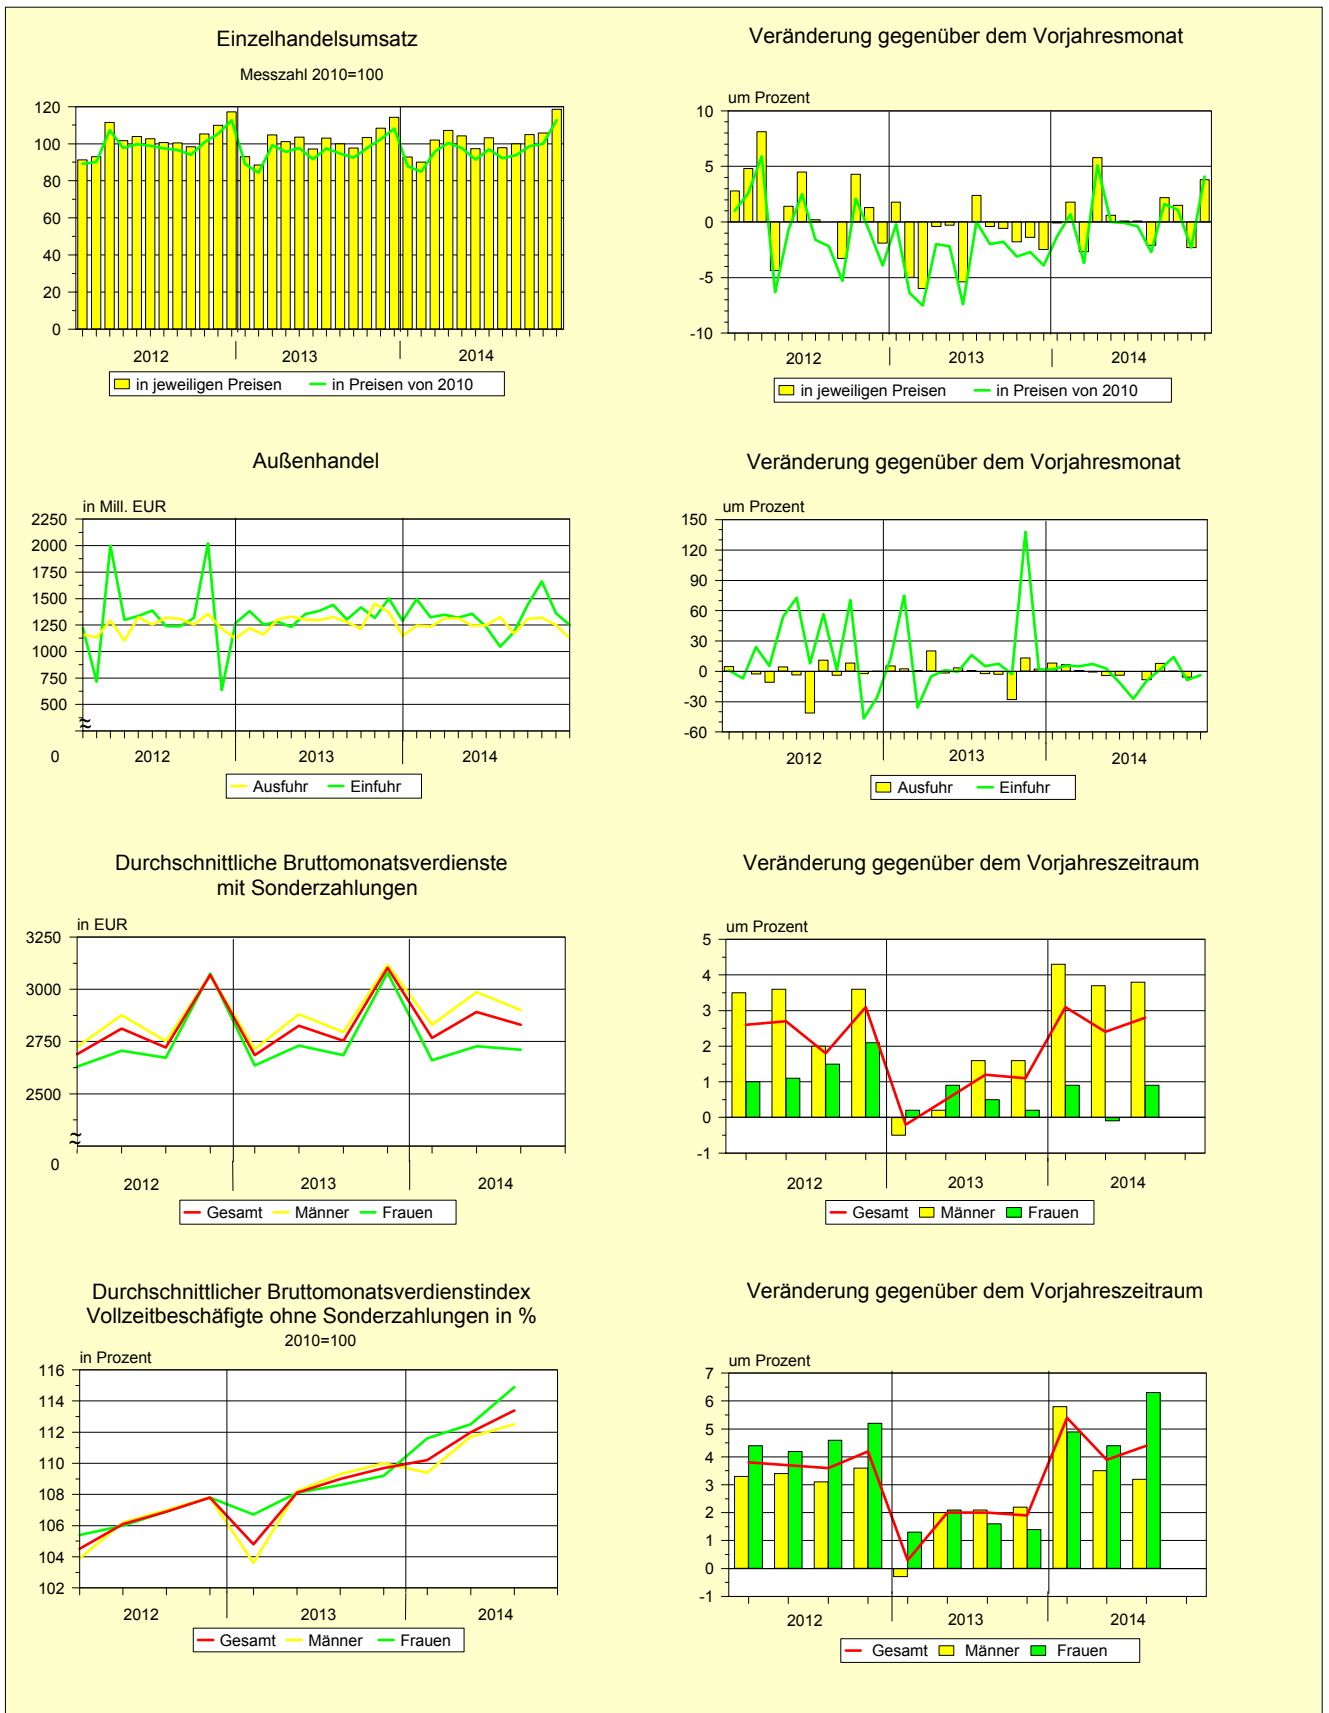 Einzelhandelsumsatz
Messzahl 2010=100
120
100
80
60
40
20
0
2012
2013
2014
in jeweiligen Preisen
in Preisen von 2010
Veränderung gegenüber dem Vorjahresmonat
um Prozent
10
5
0
-5
-10
2012
2013
2014
in jeweiligen Preisen
in Preisen von 2010
Außenhandel
in Mill. EUR
2250
2000
1750
1500
1250
1000
750
500
≈
0
2012
2013
2014
Ausfuhr
Einfuhr
Veränderung gegenüber dem Vorjahresmonat
um Prozent
150
120
90
60
30
0
-30
-60
2012
2013
2014
Ausfuhr
Einfuhr
Durchschnittliche Bruttomonatsverdienste
mit Sonderzahlungen
in EUR
3250
3000
2750
2500
≈
0
2012
2013
2014
Gesamt
Männer
Frauen
Veränderung gegenüber dem Vorjahreszeitraum
um Prozent
5
4
3
2
1
0
-1
2012
2013
2014
Gesamt
Männer
Frauen
Durchschnittlicher Bruttomonatsverdienstindex
Vollzeitbeschäfigte ohne Sonderzahlungen in %
2010=100
in Prozent
116
114
112
110
108
106
104
102
2012
2013
2014
Gesamt
Männer
Frauen
Veränderung gegenüber dem Vorjahreszeitraum
um Prozent
7
6
5
4
3
2
1
0
-1
2012
2013
2014
Gesamt
Männer
Frauen